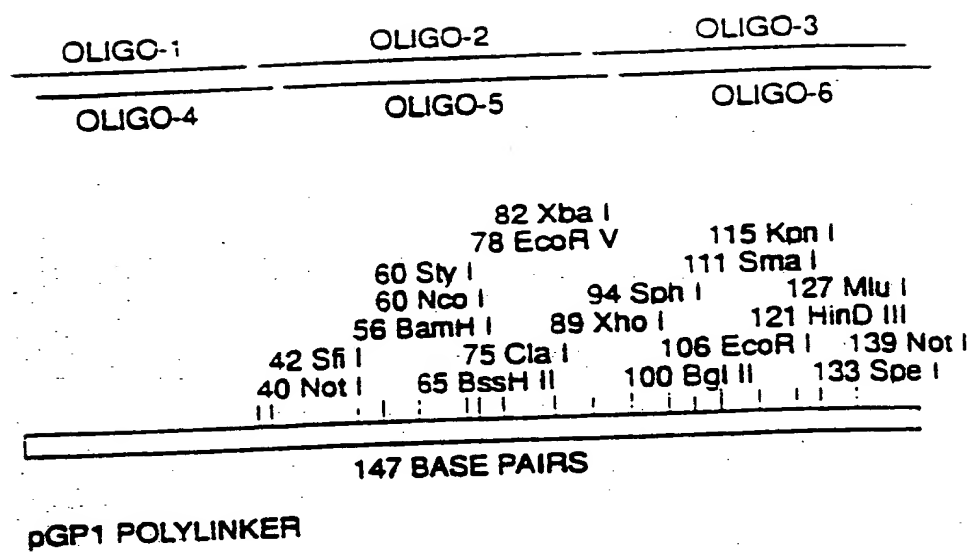 OLIGO-1 OLIGO-2 OLIGO-3
OLIGO-4 OLIGO-5 OLIGO-6
82 Xba I
78 EcoR V 115 Kpn I
60 Sty I 111 Sma I
60 Nco I 94 Sph I 127 Mlu I
56 BamH I 89 Xho I 121 HinD III
42 Sfi I 75 Cla I 106 EcoR I 139 Not I
40 Not I 65 BssH II 100 Bgl II 133 Spe I
147 BASE PAIRS
pGP1 POLYLINKER